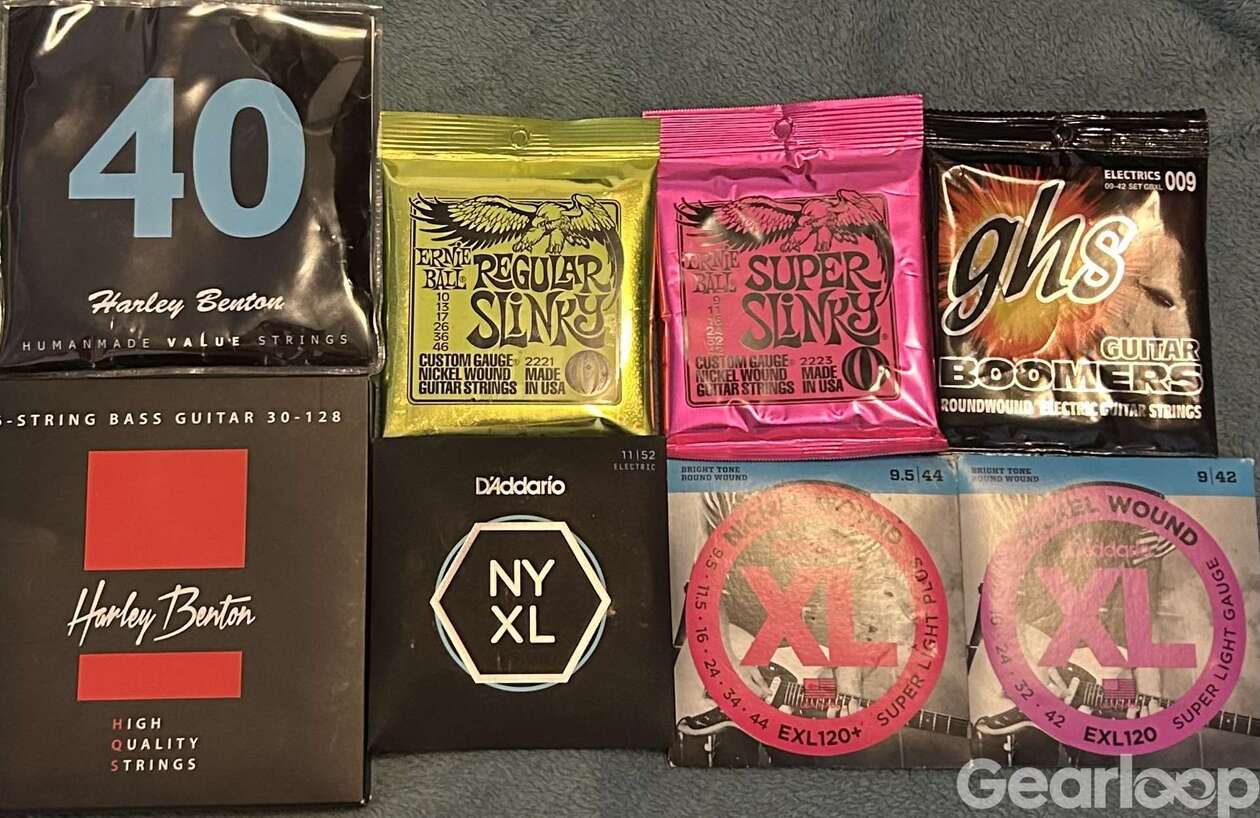 40
Harley Benton
HUMANMADE VALUE STRINGS
ERNIE BALL
REGULAR SLINKY
10
13
17
26
36
46
CUSTOM GAUGE
NICKEL WOUND
GUITAR STRINGS
2221
MADE
IN USA
ERNIE BALL
SUPER SLINKY
9
11
16
CUSTOM GAUGE
NICKEL WOUND
GUITAR STRINGS
2223
MADE
IN USA
ELECTRICS 009
09-42 SET GBXL
ghs
GUITAR
BOOMERS
ROUNDWOUND ELECTRIC GUITAR STRINGS
-STRING BASS GUITAR 30-128
Harley Benton
HIGH
QUALITY
STRINGS
11|52
ELECTRIC
D'Addario
NY
XL
BRIGHT TONE
ROUND WOUND
9.5|44
NICKEL WOUND
XL
9.5 · 11.5 · 16 · 24 · 34 · 44
EXL120+
SUPER LIGHT PLUS
BRIGHT TONE
ROUND WOUND
9|42
NICKEL WOUND
D'Addario
XL
24 · 32 · 42
EXL120
SUPER LIGHT GAUGE
Gearloop